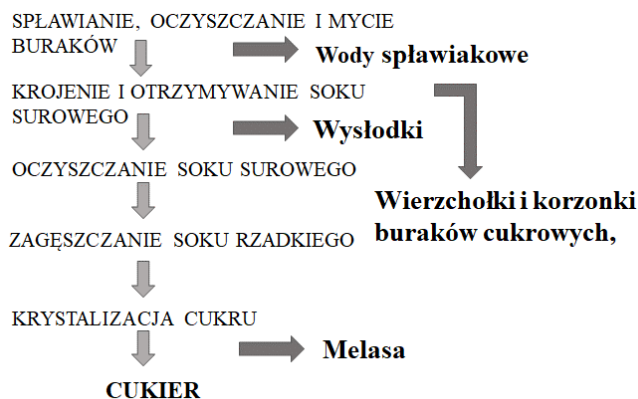 SPŁAWIANIE, OCZYSZCZANIE I MYCIE
BURAKÓW
Wody spławiakowe
KROJENIE I OTRZYMYWANIE SOKU
SUROWEGO
Wysłodki
OCZYSZCZANIE SOKU SUROWEGO
Wierzchołki i korzonki
buraków cukrowych,
ZAGĘSZCZANIE SOKU RZADKIEGO
KRYSTALIZACJA CUKRU
Melasa
CUKIER